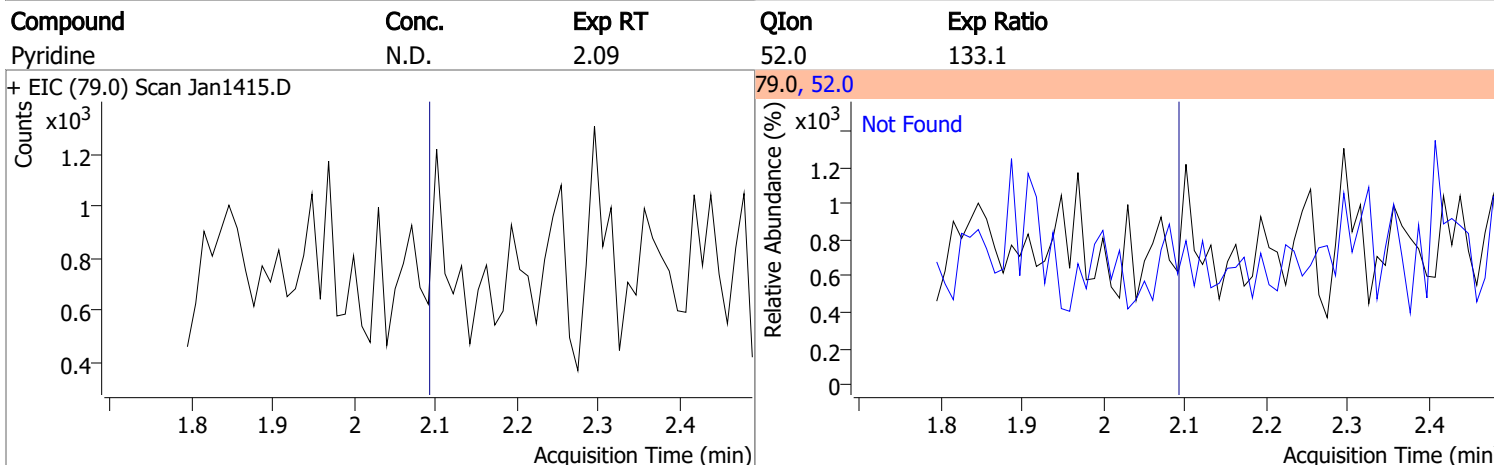 Compound Conc. Exp RT QIon Exp Ratio
Pyridine N.D. 2.09 52.0 133.1
+ EIC (79.0) Scan Jan1415.D
Counts
x10³
1.2
1
0.8
0.6
0.4
1.8 1.9 2 2.1 2.2 2.3 2.4
Acquisition Time (min)
79.0, 52.0
Relative Abundance (%)
x10³
Not Found
1.2
1
0.8
0.6
0.4
0.2
0
1.8 1.9 2 2.1 2.2 2.3 2.4
Acquisition Time (min